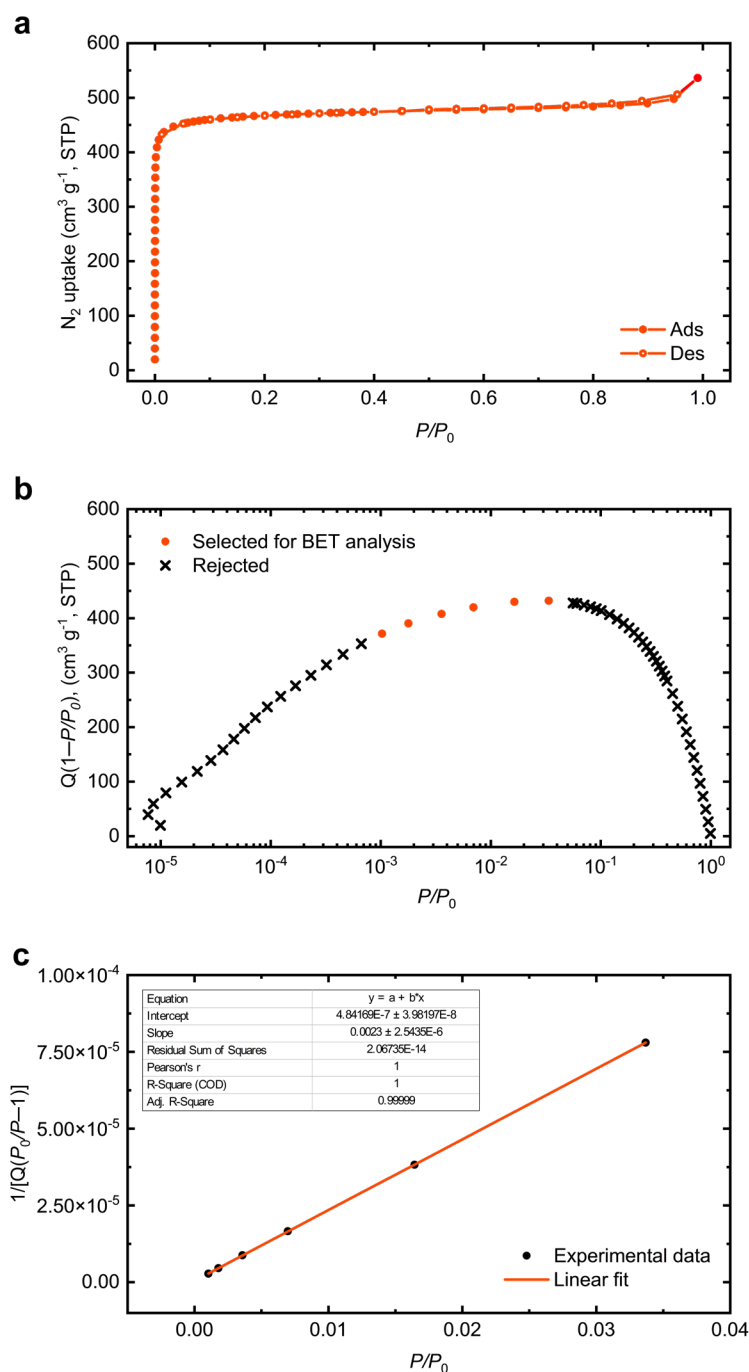 a
600
500
400
300
200
100
0
N₂ uptake (cm³ g⁻¹, STP)
Ads
Des
0.0 0.2 0.4 0.6 0.8 1.0
P/P₀
b
600
500
400
300
200
100
0
Q(1–P/P₀), (cm³ g⁻¹, STP)
Selected for BET analysis
Rejected
10⁻⁵ 10⁻⁴ 10⁻³ 10⁻² 10⁻¹ 10⁰
P/P₀
c
1.00×10⁻⁴
7.50×10⁻⁵
5.00×10⁻⁵
2.50×10⁻⁵
0.00
1/[Q(P₀/P–1)]
Equation y = a + b*x
Intercept 4.84169E-7 ± 3.98197E-8
Slope 0.0023 ± 2.5435E-6
Residual Sum of Squares 2.06735E-14
Pearson's r 1
R-Square (COD) 1
Adj. R-Square 0.99999
Experimental data
Linear fit
0.00 0.01 0.02 0.03 0.04
P/P₀